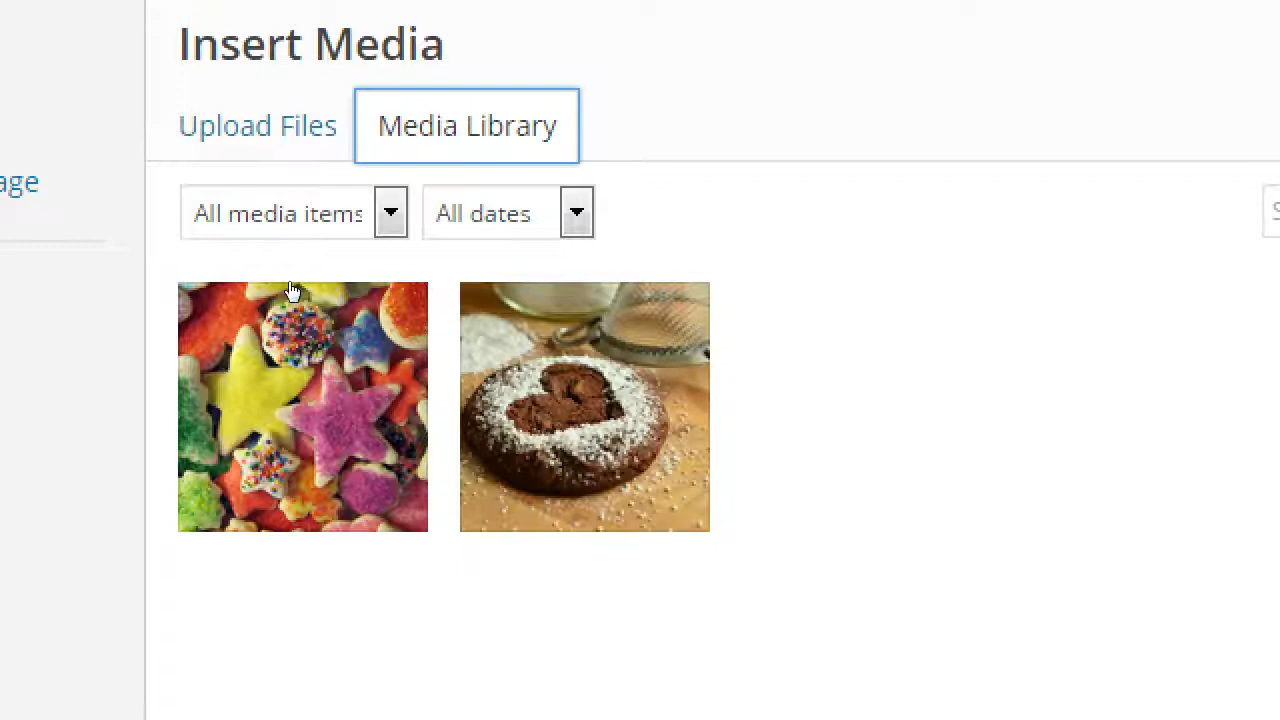 Insert Media
Upload Files
Media Library
age
All media items
All dates
S